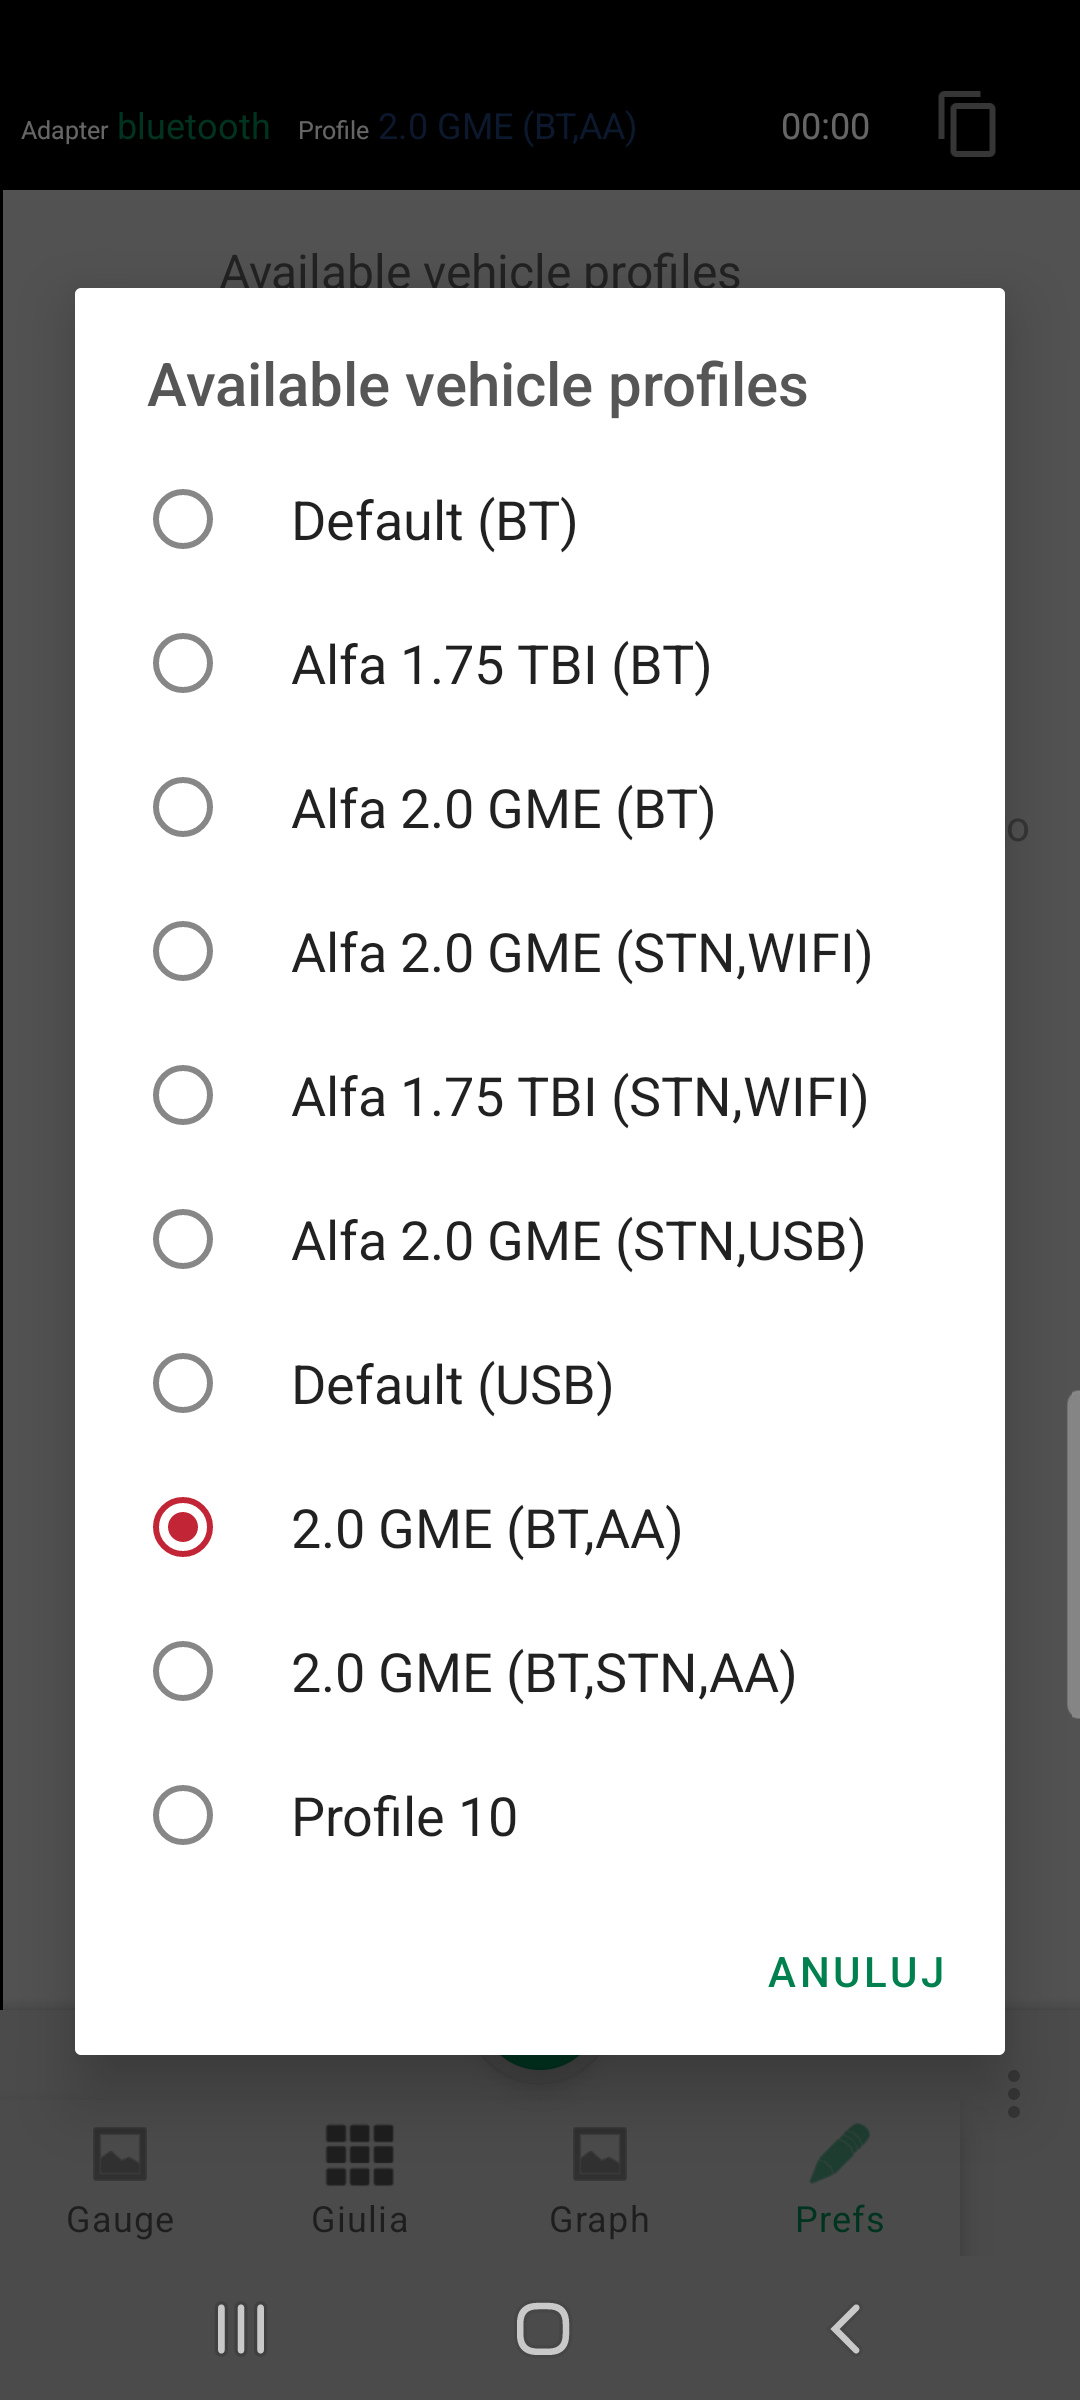 Adapter bluetooth Profile 2.0 GME (BT,AA) 00:00
Available vehicle profiles
Available vehicle profiles
Default (BT)
Alfa 1.75 TBI (BT)
Alfa 2.0 GME (BT)
o
Alfa 2.0 GME (STN,WIFI)
Alfa 1.75 TBI (STN,WIFI)
Alfa 2.0 GME (STN,USB)
Default (USB)
2.0 GME (BT,AA)
2.0 GME (BT,STN,AA)
Profile 10
ANULUJ
Gauge Giulia Graph Prefs